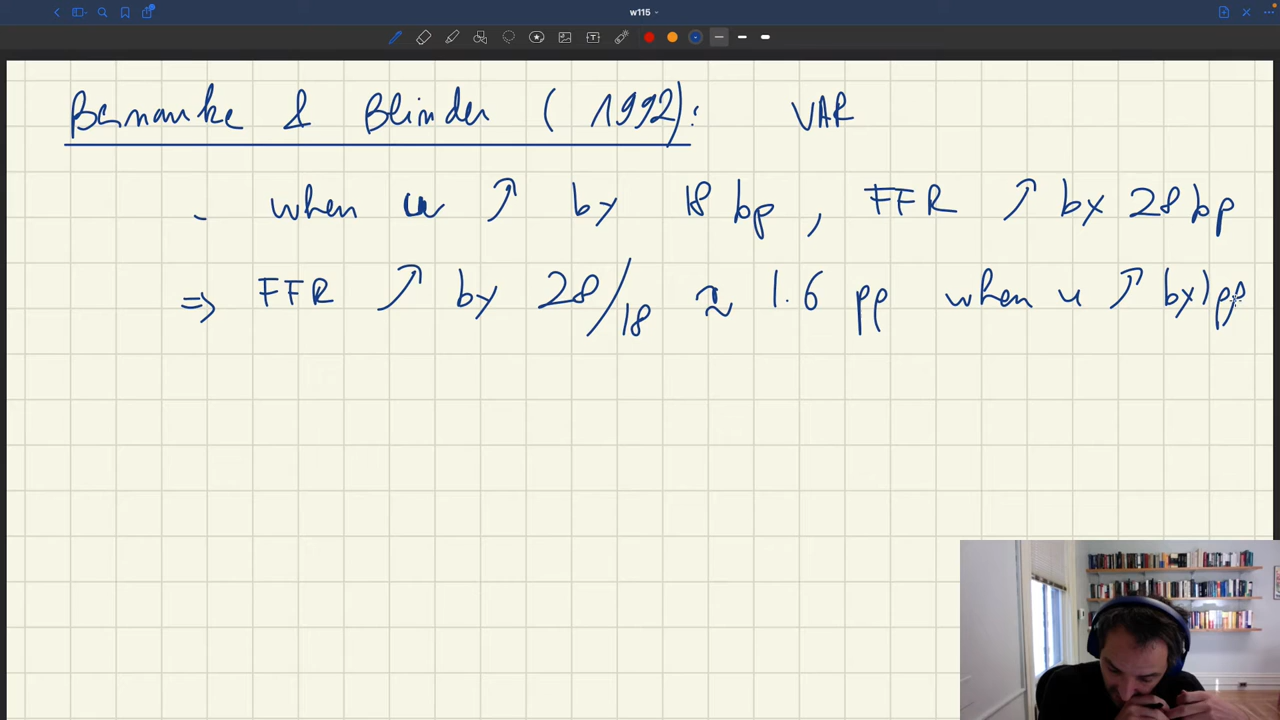 w115
Bernanke & Blinder (1992): VAR
- when u ↗ by 18 bp, FFR ↗ by 28 bp
=> FFR ↗ by 28/18 ≈ 1.6 pp when u ↗ by 1 pp